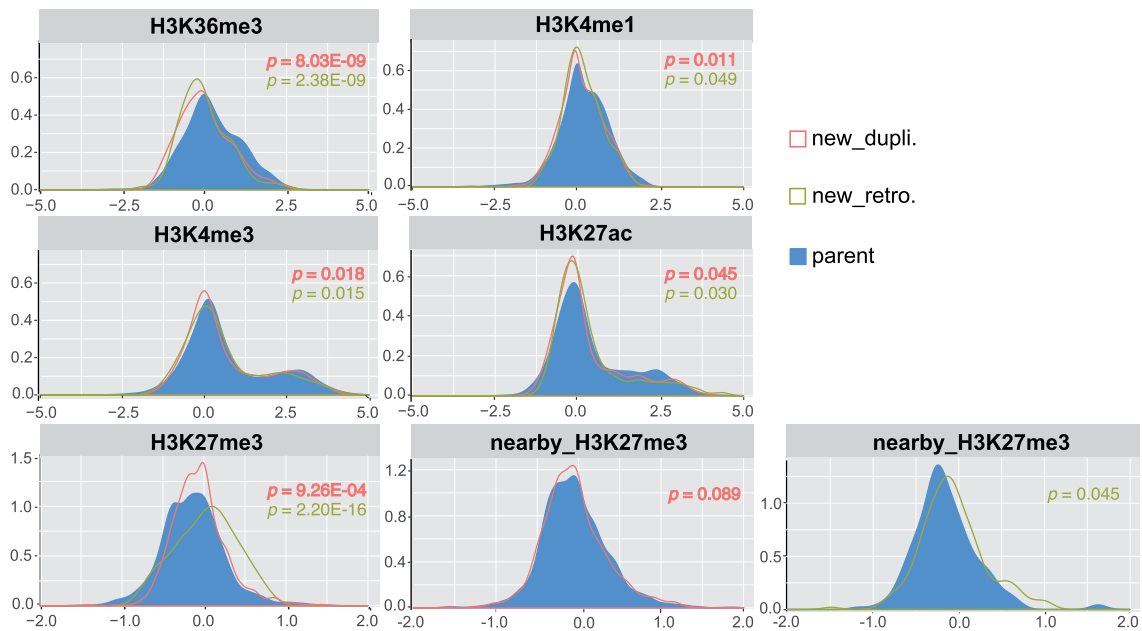 H3K36me3
p = 8.03E-09
p = 2.38E-09
0.6
0.4
0.2
0.0
−5.0 −2.5 0.0 2.5 5.0
H3K4me1
p = 0.011
p = 0.049
0.6
0.4
0.2
0.0
−5.0 −2.5 0.0 2.5 5.0
new_dupli.
new_retro.
parent
H3K4me3
p = 0.018
p = 0.015
0.6
0.4
0.2
0.0
−5.0 −2.5 0.0 2.5 5.0
H3K27ac
p = 0.045
p = 0.030
0.6
0.4
0.2
0.0
−5.0 −2.5 0.0 2.5 5.0
H3K27me3
p = 9.26E-04
p = 2.20E-16
1.5
1.0
0.5
0.0
-2.0 −1.0 0.0 1.0 2.0
nearby_H3K27me3
p = 0.089
1.2
0.8
0.4
0.0
-2.0 -1.0 0.0 1.0 2.0
nearby_H3K27me3
p = 0.045
1.0
0.5
0.0
-2.0 -1.0 0.0 1.0 2.0